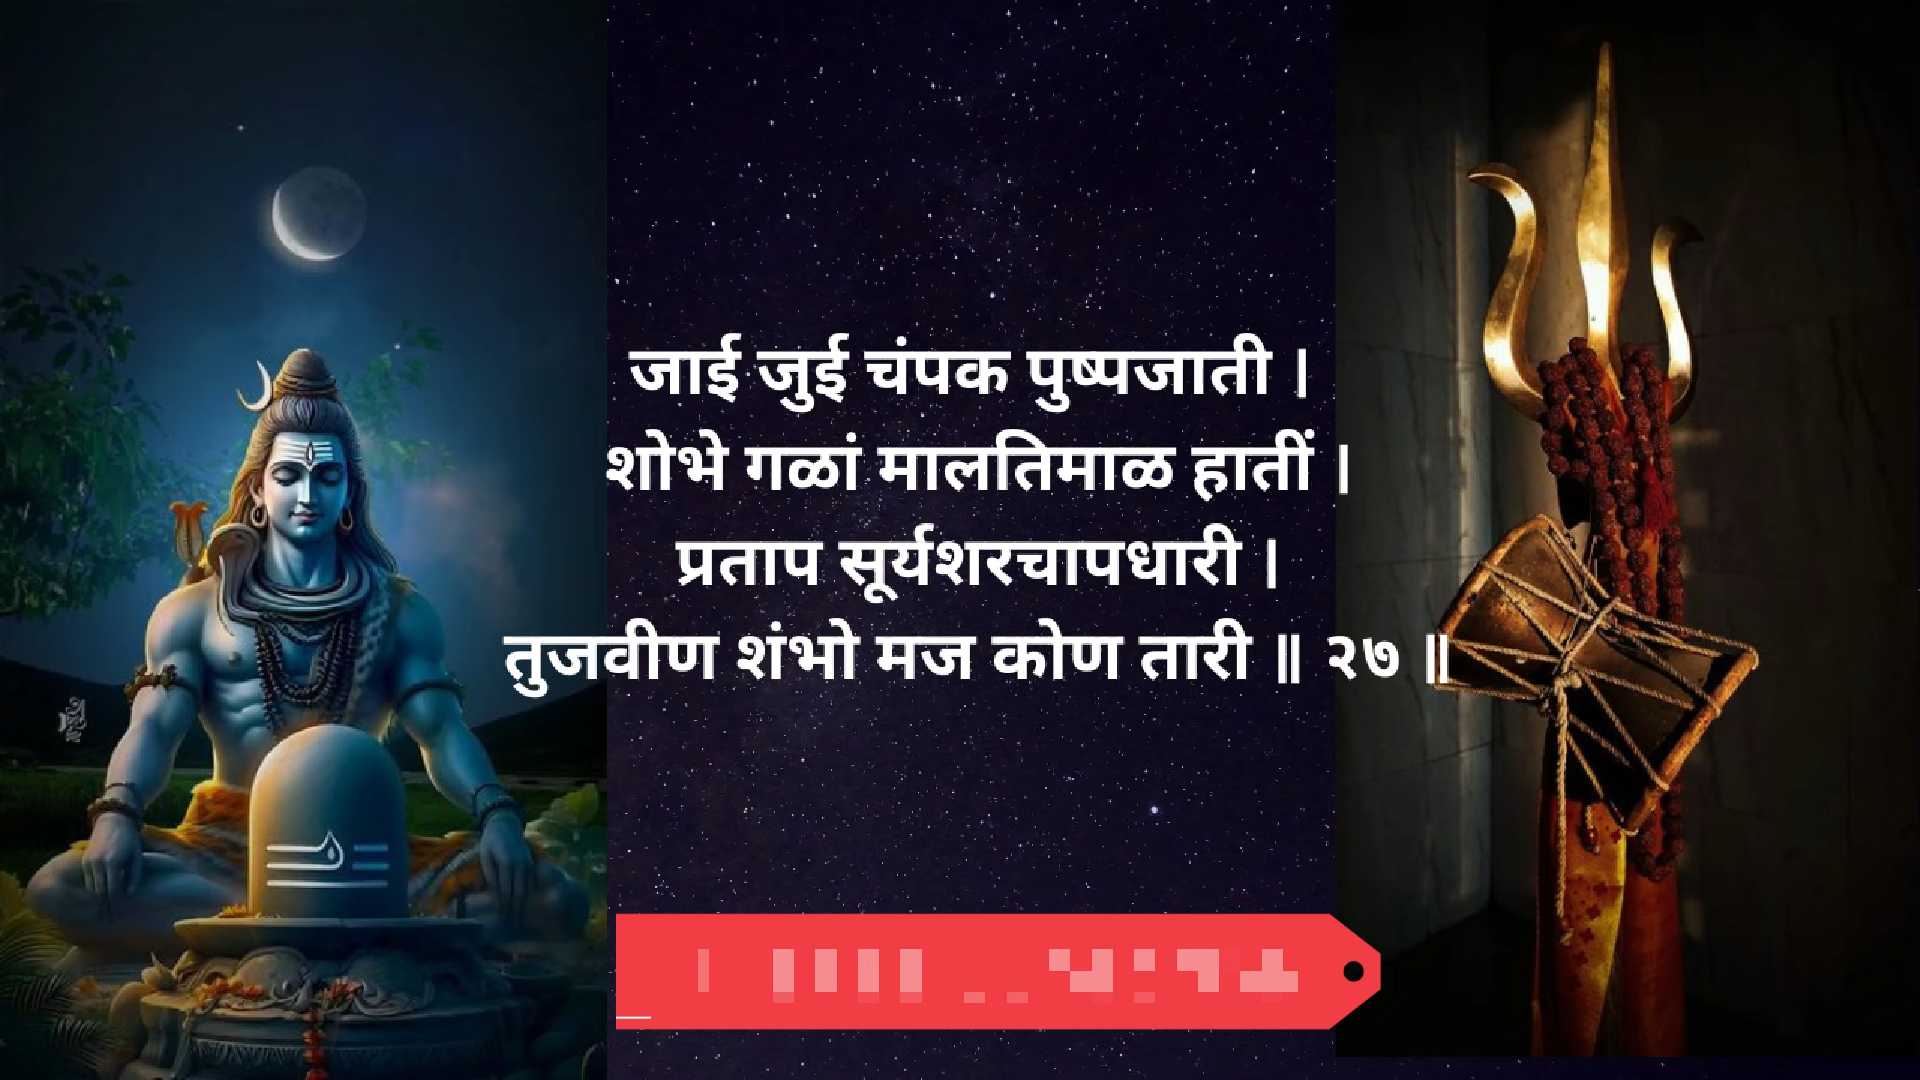 जाई जुई चंपक पुष्पजाती ।
शोभे गळां मालतिमाळ हातीं ।
प्रताप सूर्यशरचापधारी ।
तुजवीण शंभो मज कोण तारी ॥ २७ ॥